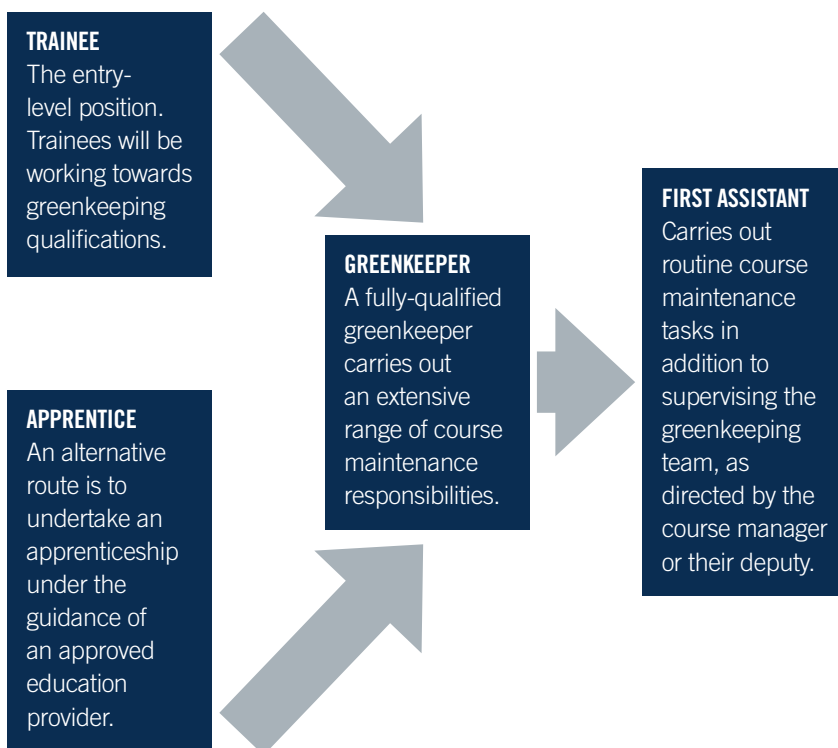 TRAINEE
The entry-
level position.
Trainees will be
working towards
greenkeeping
qualifications.
APPRENTICE
An alternative
route is to
undertake an
apprenticeship
under the
guidance of
an approved
education
provider.
GREENKEEPER
A fully-qualified
greenkeeper
carries out
an extensive
range of course
maintenance
responsibilities.
FIRST ASSISTANT
Carries out
routine course
maintenance
tasks in
addition to
supervising the
greenkeeping
team, as
directed by the
course manager
or their deputy.